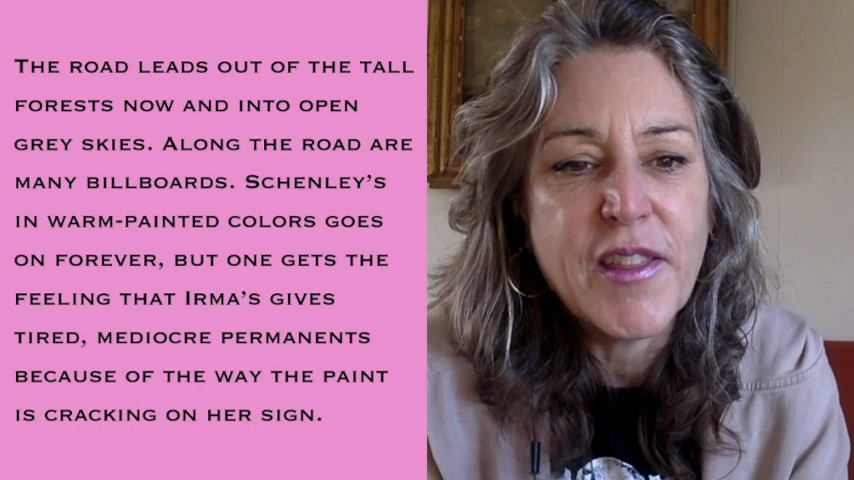 The road leads out of the tall
forests now and into open
grey skies. Along the road are
many billboards. Schenley’s
in warm-painted colors goes
on forever, but one gets the
feeling that Irma’s gives
tired, mediocre permanents
because of the way the paint
is cracking on her sign.